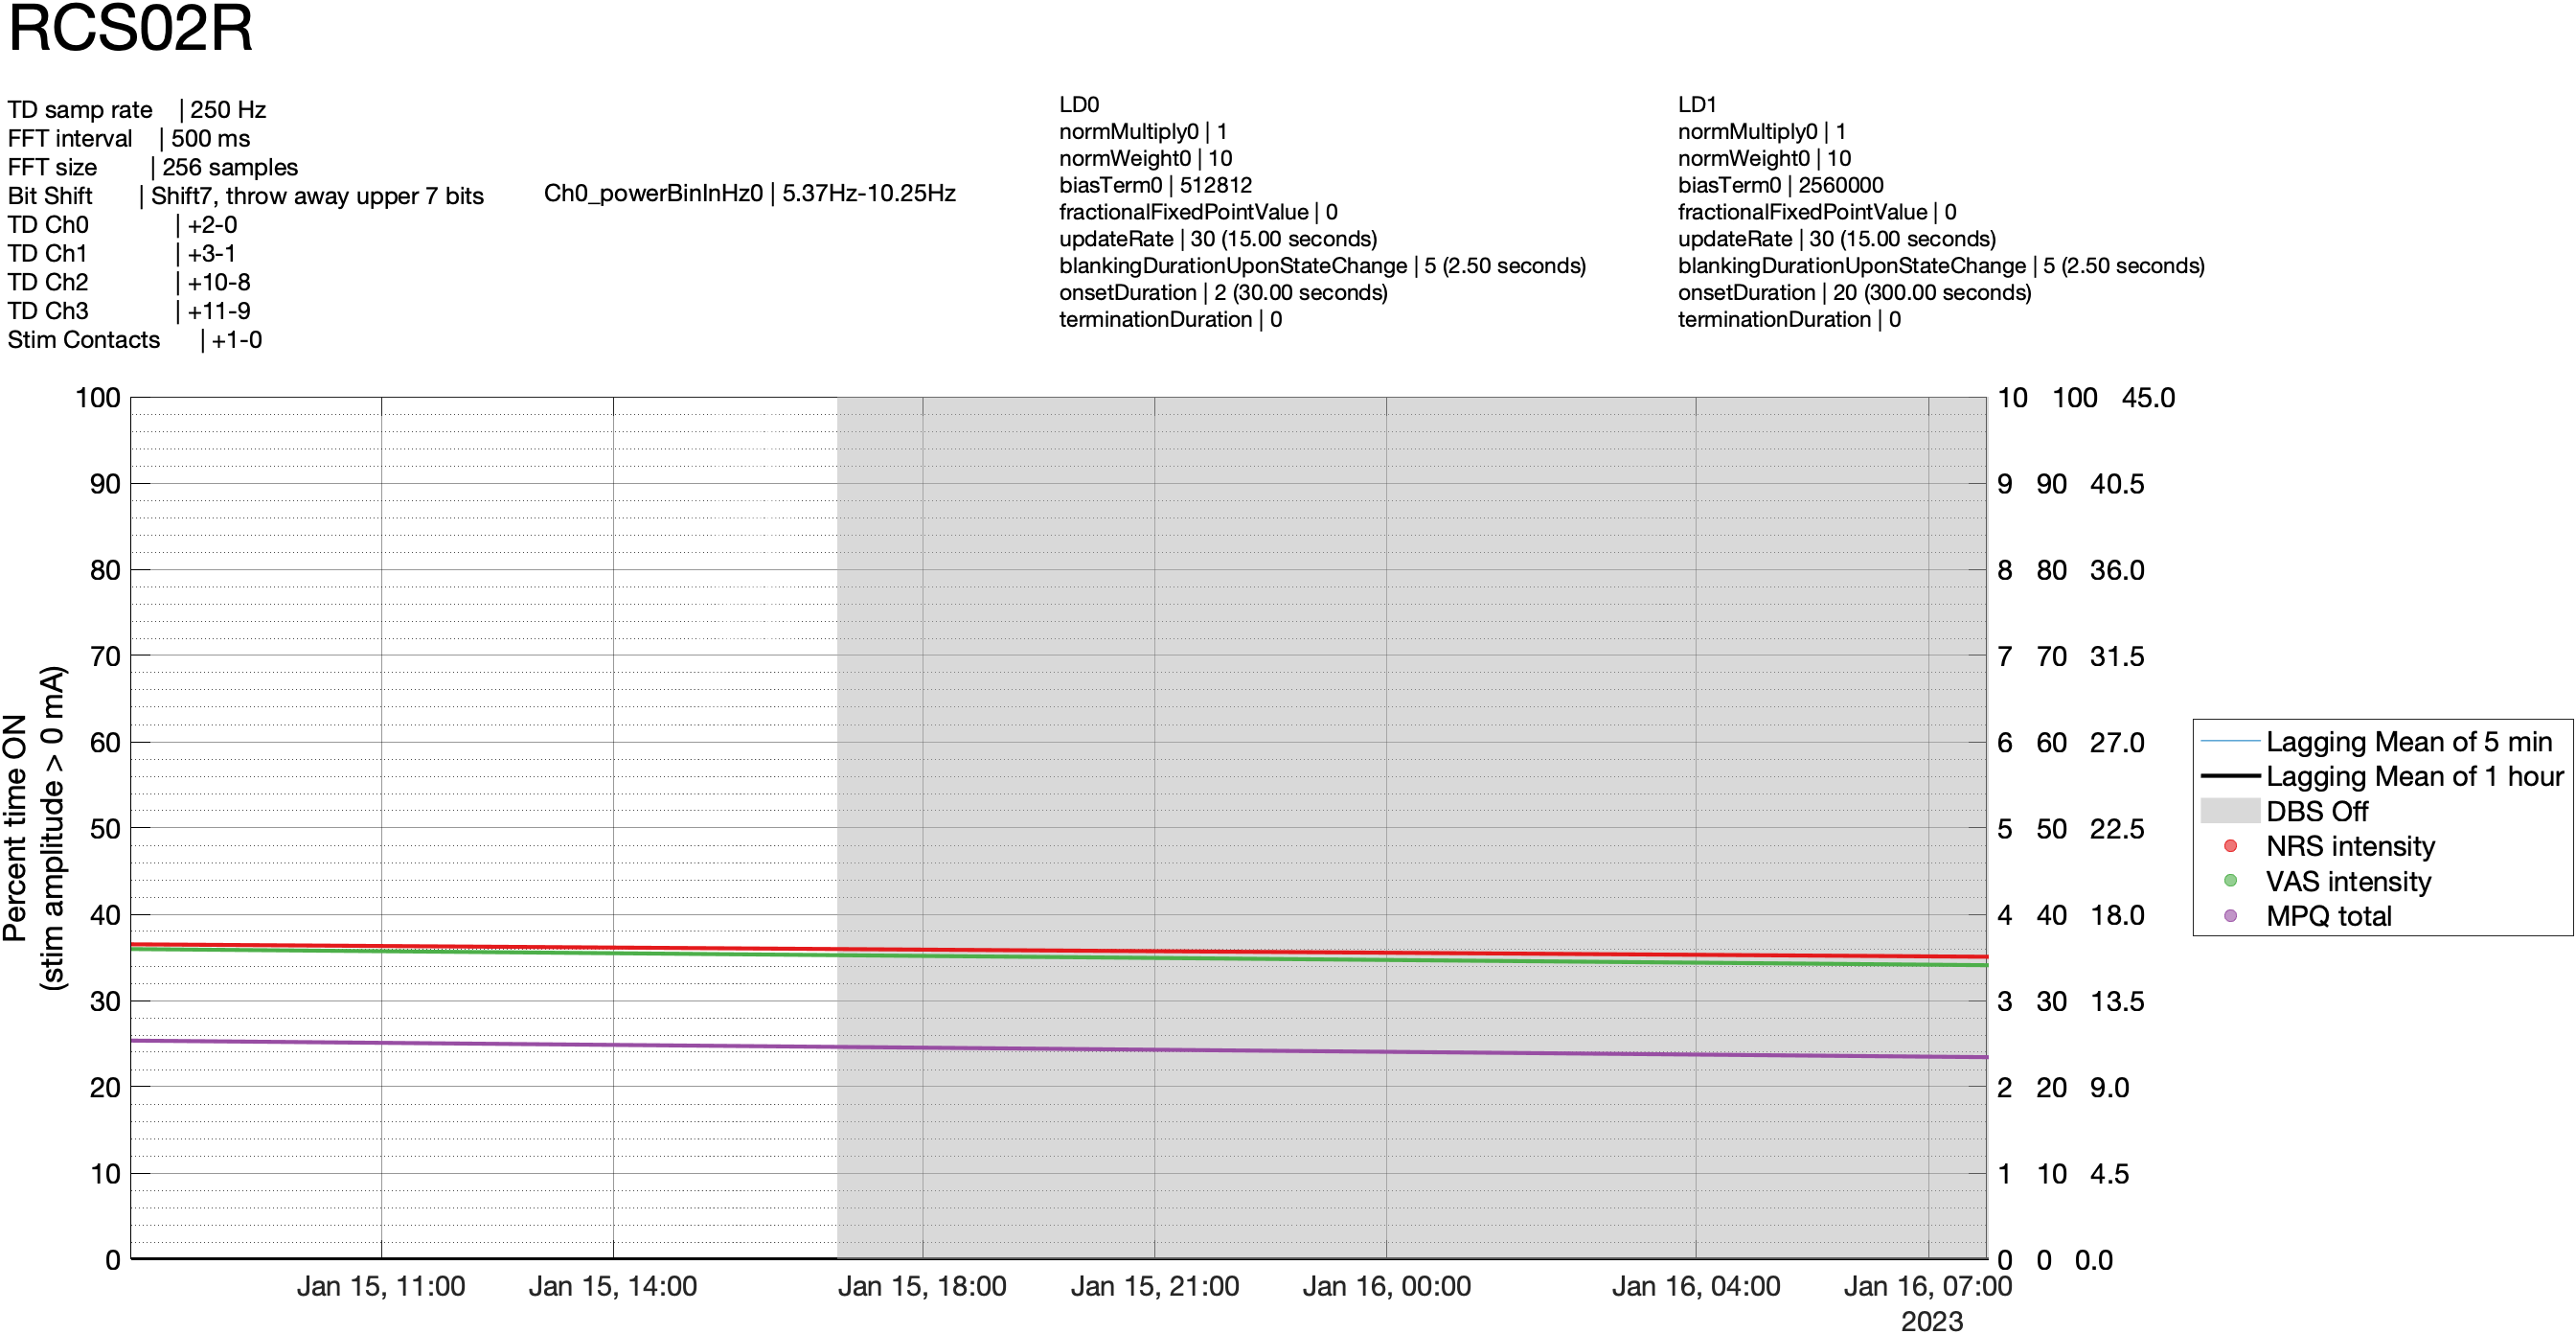 RCS02R
TD samp rate | 250 Hz
FFT interval | 500 ms
FFT size | 256 samples
Bit Shift | Shift7, throw away upper 7 bits
TD Ch0 | +2-0
TD Ch1 | +3-1
TD Ch2 | +10-8
TD Ch3 | +11-9
Stim Contacts | +1-0
Ch0_powerBinInHz0 | 5.37Hz-10.25Hz
LD0
normMultiply0 | 1
normWeight0 | 10
biasTerm0 | 512812
fractionalFixedPointValue | 0
updateRate | 30 (15.00 seconds)
blankingDurationUponStateChange | 5 (2.50 seconds)
onsetDuration | 2 (30.00 seconds)
terminationDuration | 0
LD1
normMultiply0 | 1
normWeight0 | 10
biasTerm0 | 2560000
fractionalFixedPointValue | 0
updateRate | 30 (15.00 seconds)
blankingDurationUponStateChange | 5 (2.50 seconds)
onsetDuration | 20 (300.00 seconds)
terminationDuration | 0
Percent time ON
(stim amplitude > 0 mA)
100
90
80
70
60
50
40
30
20
10
0
10 100 45.0
9 90 40.5
8 80 36.0
7 70 31.5
6 60 27.0
5 50 22.5
4 40 18.0
3 30 13.5
2 20 9.0
1 10 4.5
0 0 0.0
Jan 15, 11:00 Jan 15, 14:00 Jan 15, 18:00 Jan 15, 21:00 Jan 16, 00:00 Jan 16, 04:00 Jan 16, 07:00
2023
Lagging Mean of 5 min
Lagging Mean of 1 hour
DBS Off
NRS intensity
VAS intensity
MPQ total